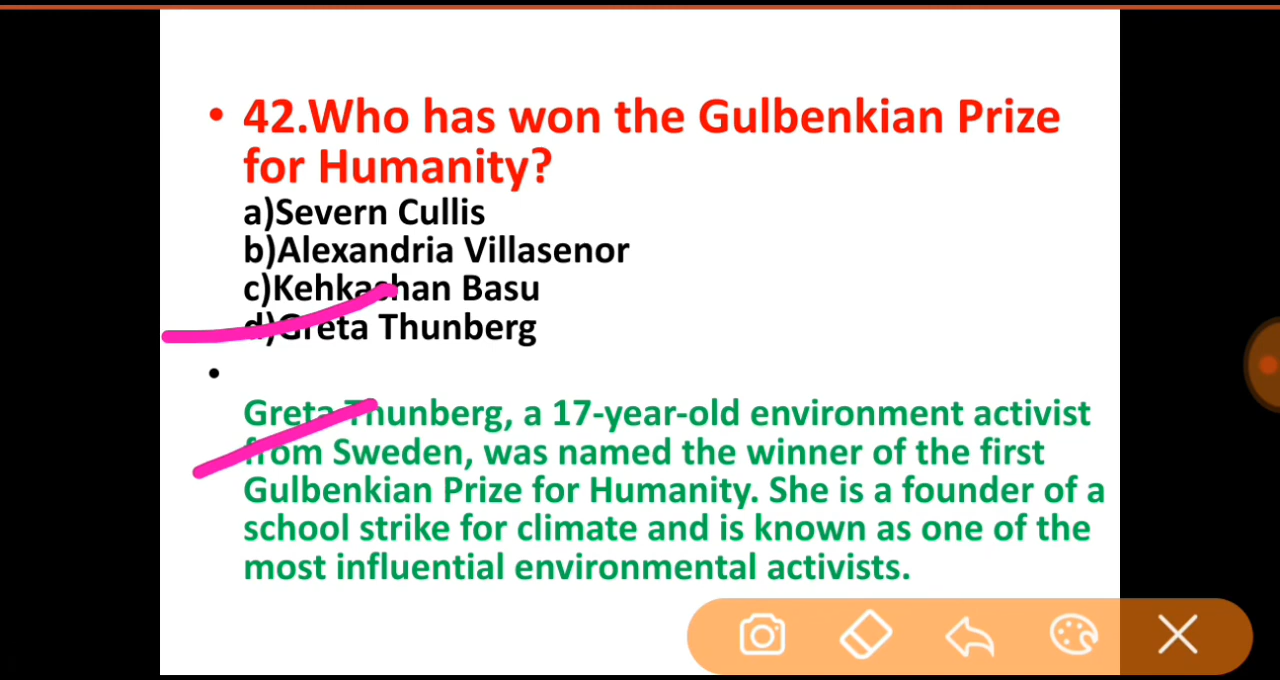 • 42.Who has won the Gulbenkian Prize
for Humanity?
a)Severn Cullis
b)Alexandria Villasenor
c)Kehkashan Basu
d)Greta Thunberg
•
Greta Thunberg, a 17-year-old environment activist
from Sweden, was named the winner of the first
Gulbenkian Prize for Humanity. She is a founder of a
school strike for climate and is known as one of the
most influential environmental activists.